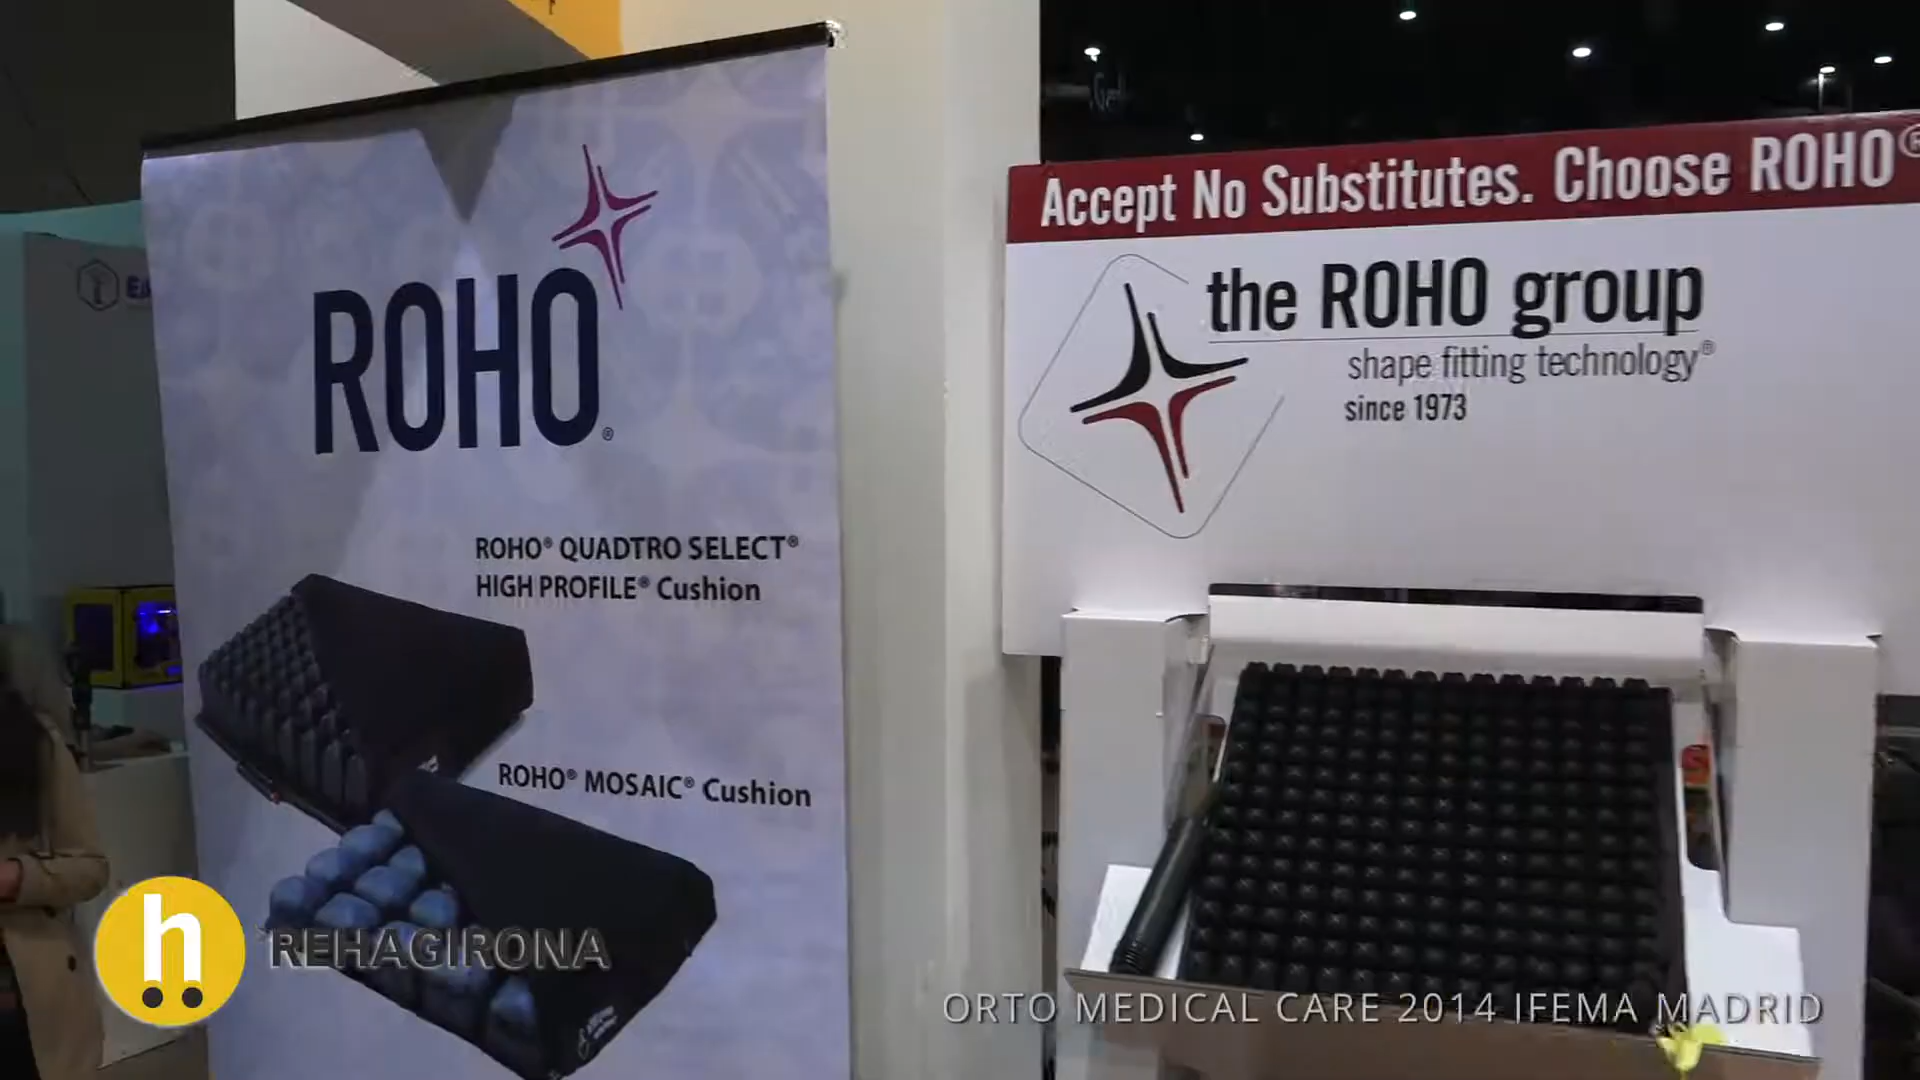 ROHO®
ROHO® QUADTRO SELECT®
HIGH PROFILE® Cushion
ROHO® MOSAIC® Cushion
Accept No Substitutes. Choose ROHO®
the ROHO group
shape fitting technology®
since 1973
h
REHAGIRONA
ORTO MEDICAL CARE 2014 IFEMA MADRID